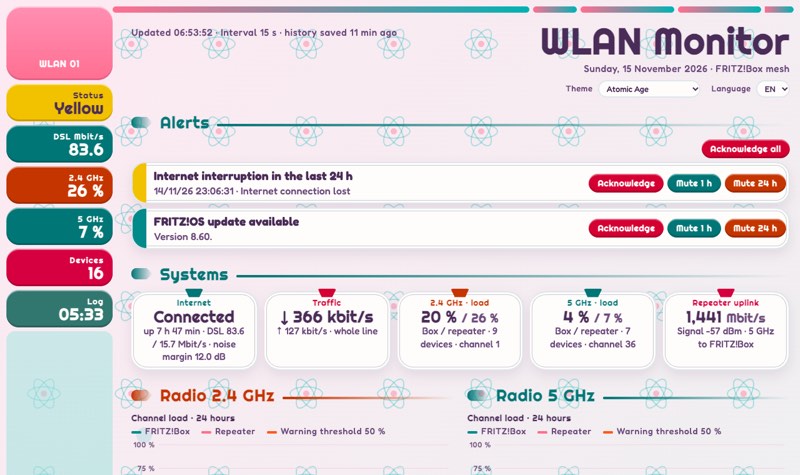 WLAN 01
Status
Yellow
DSL Mbit/s
83.6
2.4 GHz
26 %
5 GHz
7 %
Devices
16
Log
05:33
Updated 06:53:52 · Interval 15 s · history saved 11 min ago
WLAN Monitor
Sunday, 15 November 2026 · FRITZ!Box mesh
Theme Atomic Age Language EN
Alerts
Acknowledge all
Internet interruption in the last 24 h
14/11/26 23:06:31 · Internet connection lost
Acknowledge Mute 1 h Mute 24 h
FRITZ!OS update available
Version 8.60.
Acknowledge Mute 1 h Mute 24 h
Systems
Internet
Connected
up 7 h 47 min · DSL 83.6
/ 15.7 Mbit/s · noise
margin 12.0 dB
Traffic
↓ 366 kbit/s
↑ 127 kbit/s · whole line
2.4 GHz · load
20 % / 26 %
Box / repeater · 9
devices · channel 1
5 GHz · load
4 % / 7 %
Box / repeater · 7
devices · channel 36
Repeater uplink
1,441 Mbit/s
Signal -57 dBm · 5 GHz
to FRITZ!Box
Radio 2.4 GHz
Channel load · 24 hours
FRITZ!Box Repeater Warning threshold 50 %
100 %
75 %
Radio 5 GHz
Channel load · 24 hours
FRITZ!Box Repeater Warning threshold 50 %
100 %
75 %